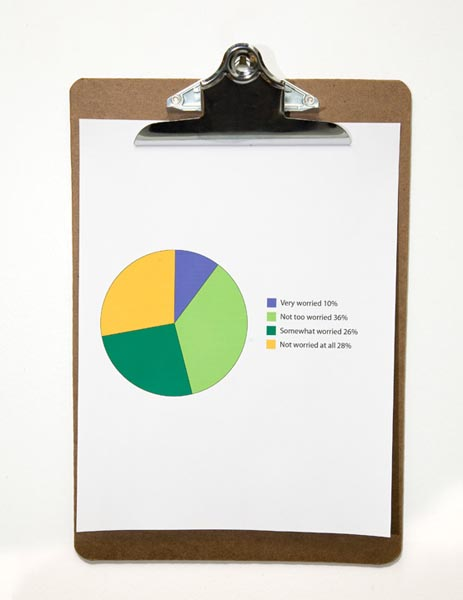 Very worried 10%
Not too worried 36%
Somewhat worried 26%
Not worried at all 28%